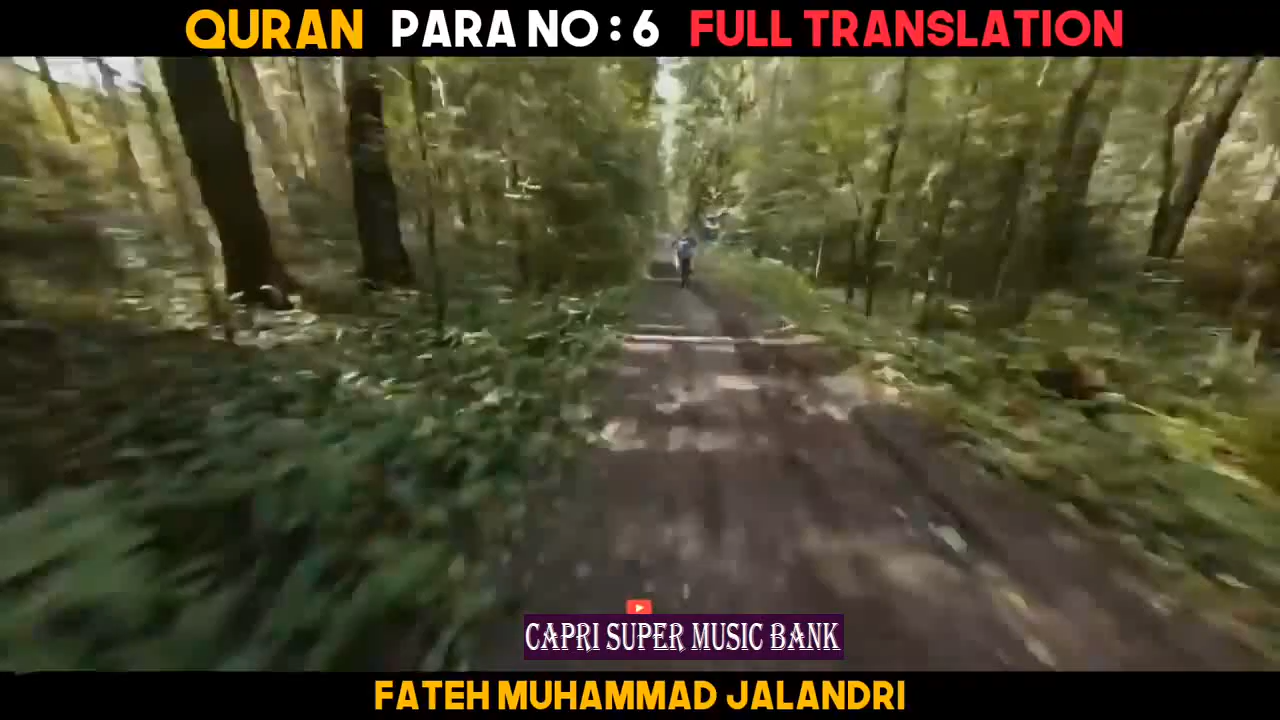 QURAN PARA NO : 6 FULL TRANSLATION
CAPRI SUPER MUSIC BANK
FATEH MUHAMMAD JALANDRI